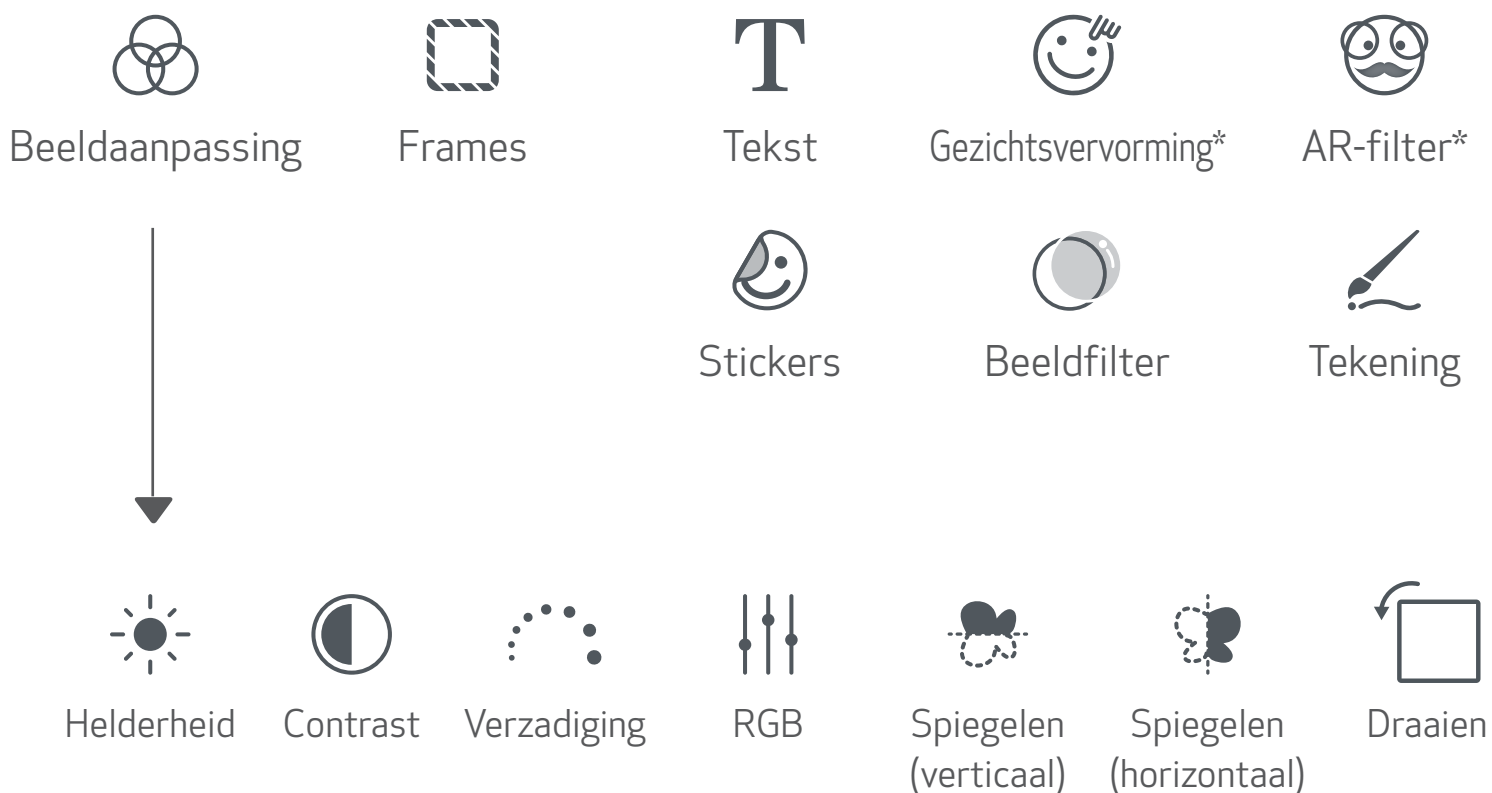 Beeldaanpassing
Frames
Tekst
Gezichtsvervorming*
AR-filter*
Stickers
Beeldfilter
Tekening
Helderheid
Contrast
Verzadiging
RGB
Spiegelen
(verticaal)
Spiegelen
(horizontaal)
Draaien